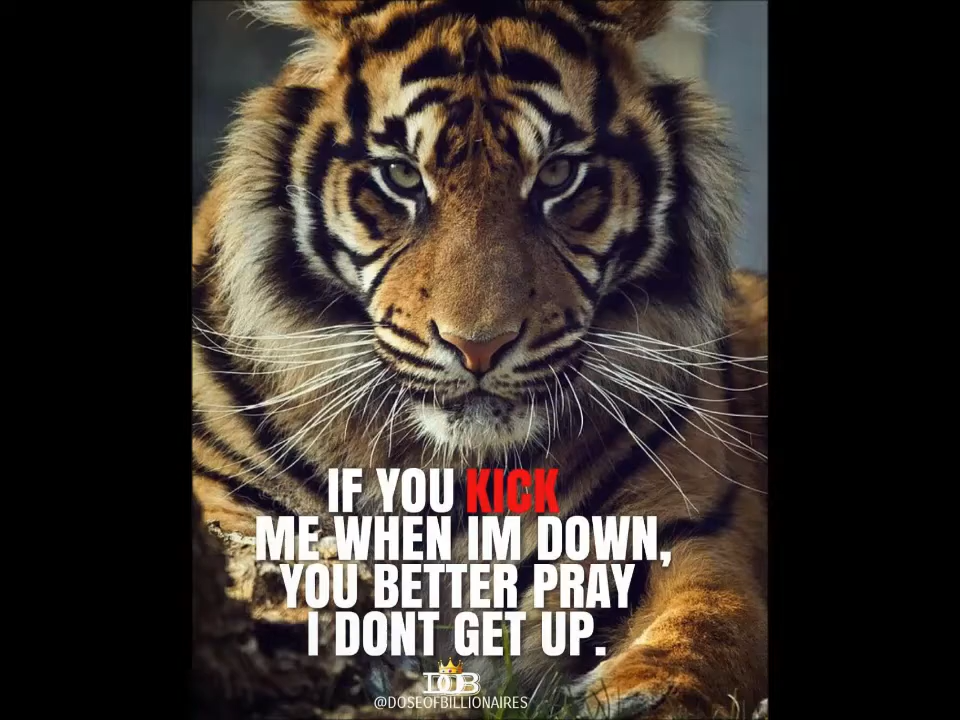 IF YOU KICK
ME WHEN IM DOWN,
YOU BETTER PRAY
I DONT GET UP.
DOB
@DOSEOFBILLIONAIRES